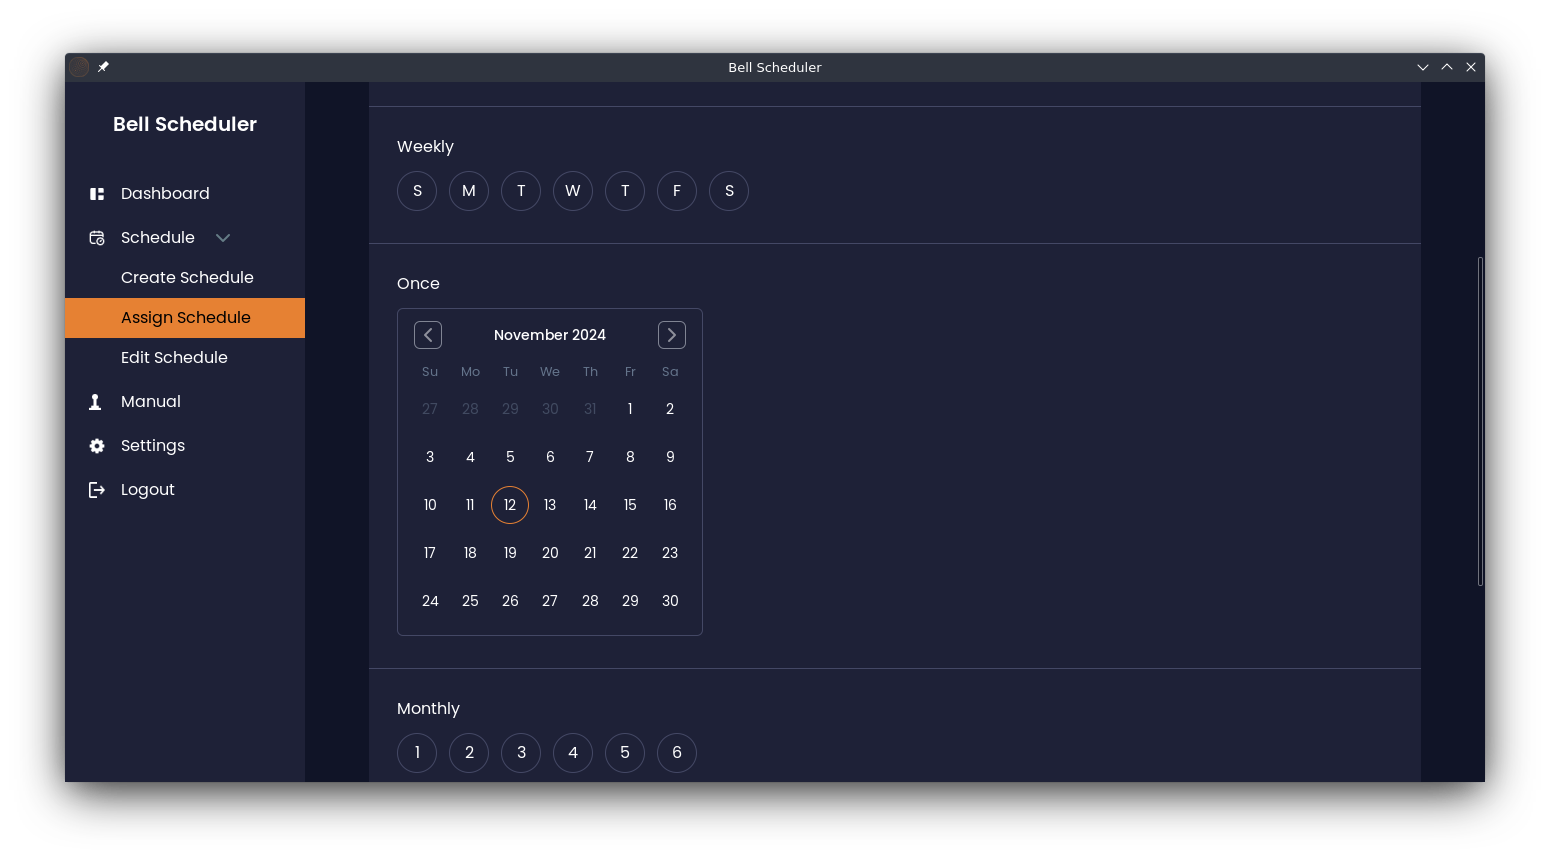 Bell Scheduler
Bell Scheduler
Dashboard
Schedule
Create Schedule
Assign Schedule
Edit Schedule
Manual
Settings
Logout
Weekly
S M T W T F S
Once
November 2024
Su Mo Tu We Th Fr Sa
27 28 29 30 31 1 2
3 4 5 6 7 8 9
10 11 12 13 14 15 16
17 18 19 20 21 22 23
24 25 26 27 28 29 30
Monthly
1 2 3 4 5 6